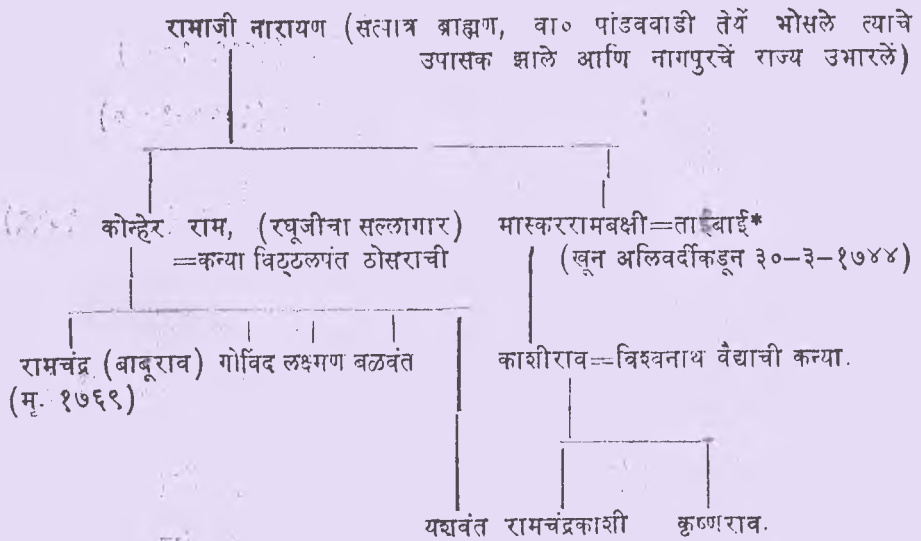 रामाजी नारायण (सत्पात्र ब्राह्मण, वा० पांडववाडी तेथें भोसले त्याचे
उपासक झाले आणि नागपुरचें राज्य उभारलें)
कोन्हेर राम, (रघूजीचा सल्लागार)
=कन्या विट्ठलपंत ठोसराची
भास्कररामबक्षी=ताईबाई*
(खून अलिवर्दीकडून ३०–३–१७४४)
रामचंद्र (बाबूराव) गोविंद लक्ष्मण बळवंत
(मृ. १७६९)
काशीराव=विश्वनाथ वैद्याची कन्या.
यशवंत रामचंद्रकाशी कृष्णराव.